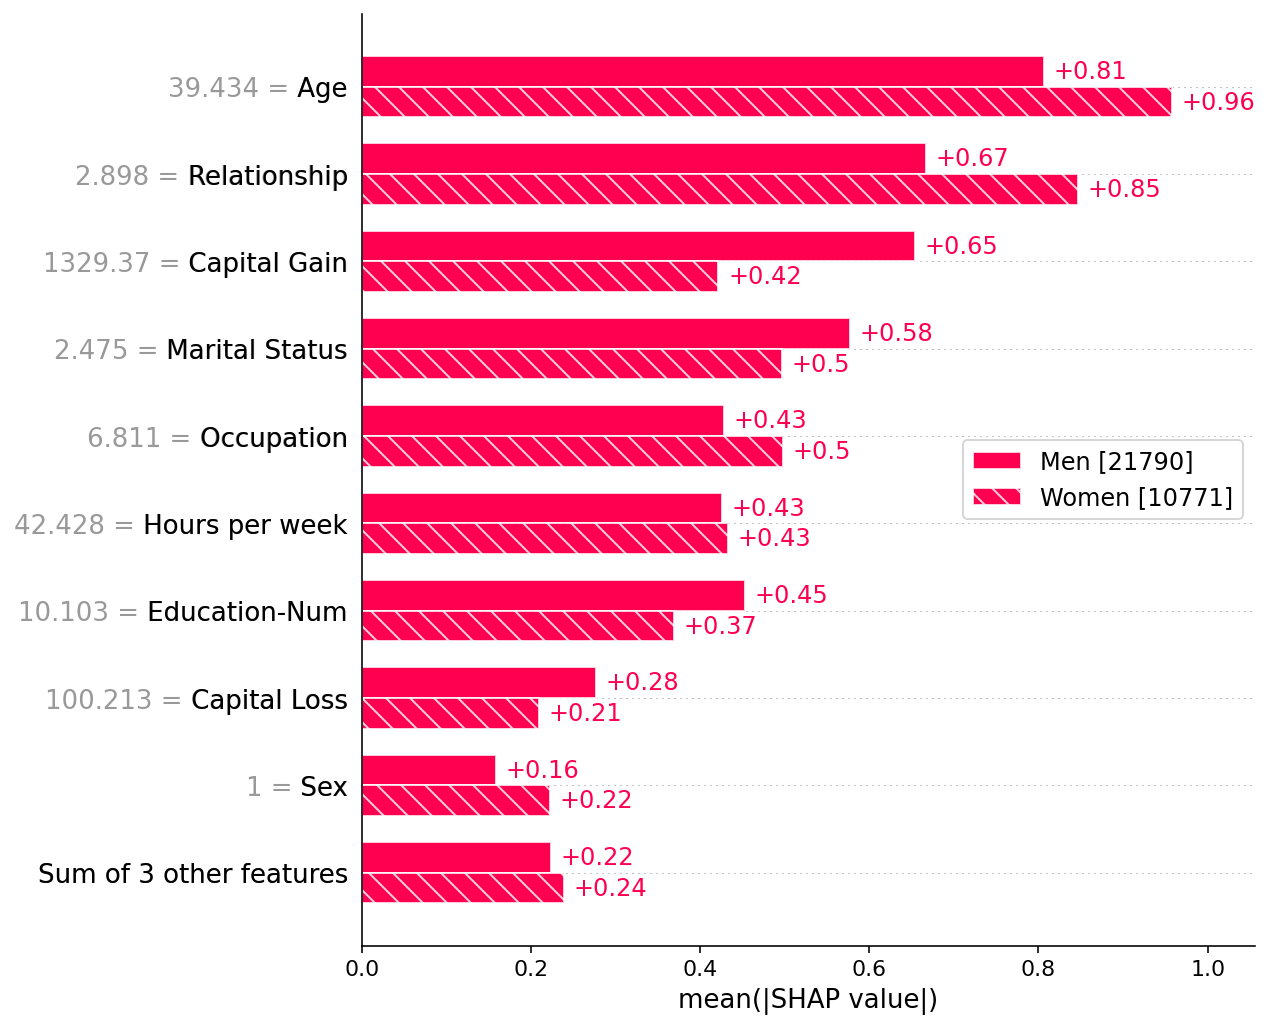 39.434 = Age
+0.81
+0.96
2.898 = Relationship
+0.67
+0.85
1329.37 = Capital Gain
+0.65
+0.42
2.475 = Marital Status
+0.58
+0.5
6.811 = Occupation
+0.43
+0.5
Men [21790]
Women [10771]
42.428 = Hours per week
+0.43
+0.43
10.103 = Education-Num
+0.45
+0.37
100.213 = Capital Loss
+0.28
+0.21
1 = Sex
+0.16
+0.22
Sum of 3 other features
+0.22
+0.24
0.0 0.2 0.4 0.6 0.8 1.0
mean(|SHAP value|)